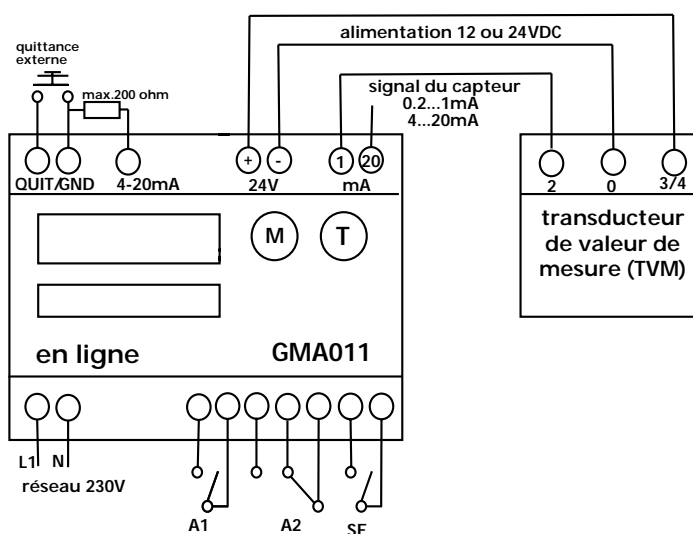 alimentation 12 ou 24VDC
quittance
externe
max.200 ohm
signal du capteur
0.2...1mA
4...20mA
+
-
1
20
QUIT/GND
4-20mA
24V
mA
2
0
3/4
M
T
transducteur
de valeur de
mesure (TVM)
en ligne
GMA011
L1
N
réseau 230V
A1
A2
SF